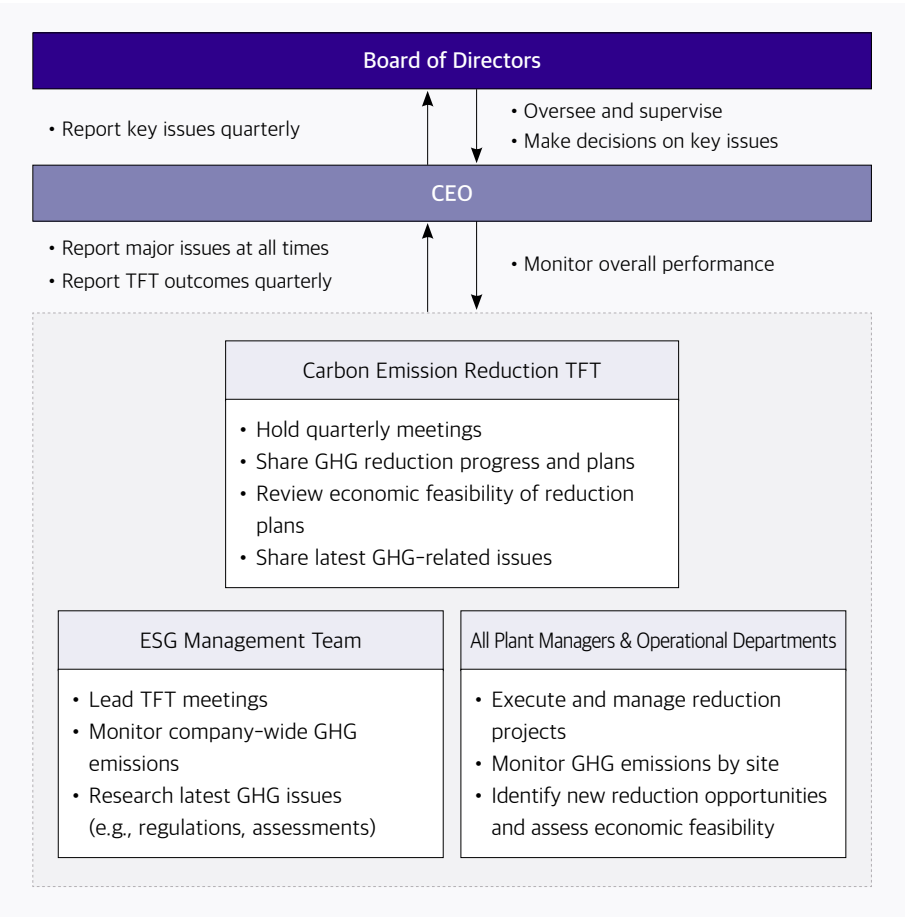 Board of Directors
• Report key issues quarterly
• Oversee and supervise
• Make decisions on key issues
CEO
• Report major issues at all times
• Report TFT outcomes quarterly
• Monitor overall performance
Carbon Emission Reduction TFT
• Hold quarterly meetings
• Share GHG reduction progress and plans
• Review economic feasibility of reduction
plans
• Share latest GHG-related issues
ESG Management Team
• Lead TFT meetings
• Monitor company-wide GHG
emissions
• Research latest GHG issues
(e.g., regulations, assessments)
All Plant Managers & Operational Departments
• Execute and manage reduction
projects
• Monitor GHG emissions by site
• Identify new reduction opportunities
and assess economic feasibility